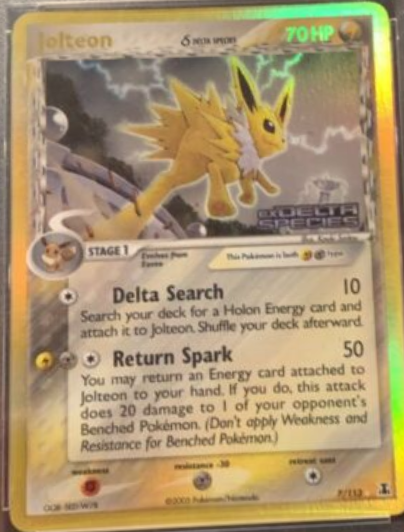 Jolteon δ DELTA SPECIES 70 HP
EX DELTA
SPECIES
STAGE 1 Evolves from
Eevee
This Pokémon is both type.
Delta Search 10
Search your deck for a Holon Energy card and
attach it to Jolteon. Shuffle your deck afterward.
Return Spark 50
You may return an Energy card attached to
Jolteon to your hand. If you do, this attack
does 20 damage to 1 of your opponent's
Benched Pokémon. (Don't apply Weakness and
Resistance for Benched Pokémon.)
weakness resistance -30 retreat cost
©2005 Pokémon/Nintendo 7/113